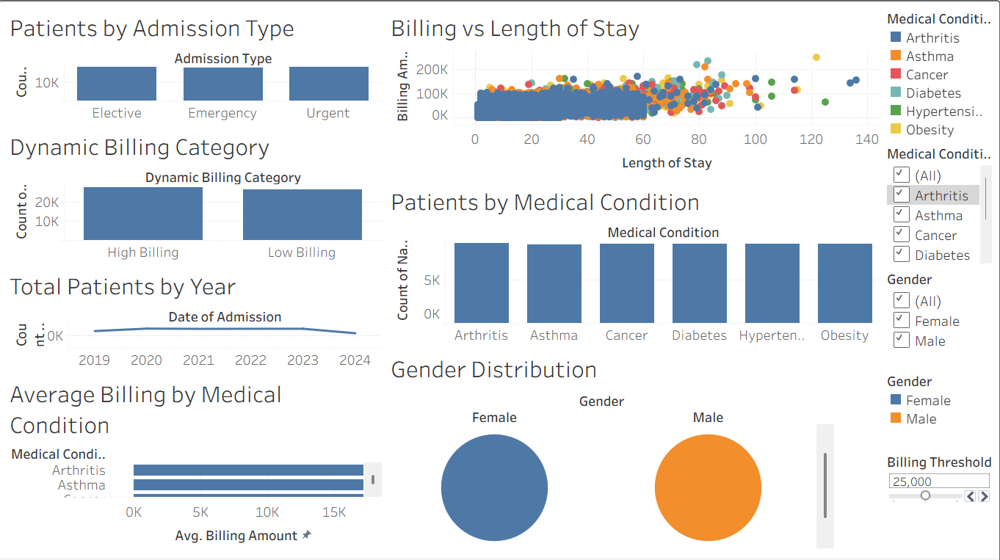 Patients by Admission Type
Admission Type
Cou..
10K
Elective
Emergency
Urgent
Dynamic Billing Category
Dynamic Billing Category
Count o..
20K
10K
High Billing
Low Billing
Total Patients by Year
Date of Admission
Cou
nt..
0K
2019
2020
2021
2022
2023
2024
Average Billing by Medical
Condition
Medical Condi..
Arthritis
Asthma
0K
5K
10K
15K
Avg. Billing Amount
Billing vs Length of Stay
Billing Am..
200K
100K
0K
0
20
40
60
80
100
120
140
Length of Stay
Patients by Medical Condition
Medical Condition
Count of Na..
5K
0K
Arthritis
Asthma
Cancer
Diabetes
Hyperten..
Obesity
Gender Distribution
Gender
Female
Male
Medical Conditi..
Arthritis
Asthma
Cancer
Diabetes
Hypertensi..
Obesity
Medical Conditi..
(All)
Arthritis
Asthma
Cancer
Diabetes
Gender
(All)
Female
Male
Gender
Female
Male
Billing Threshold
25,000